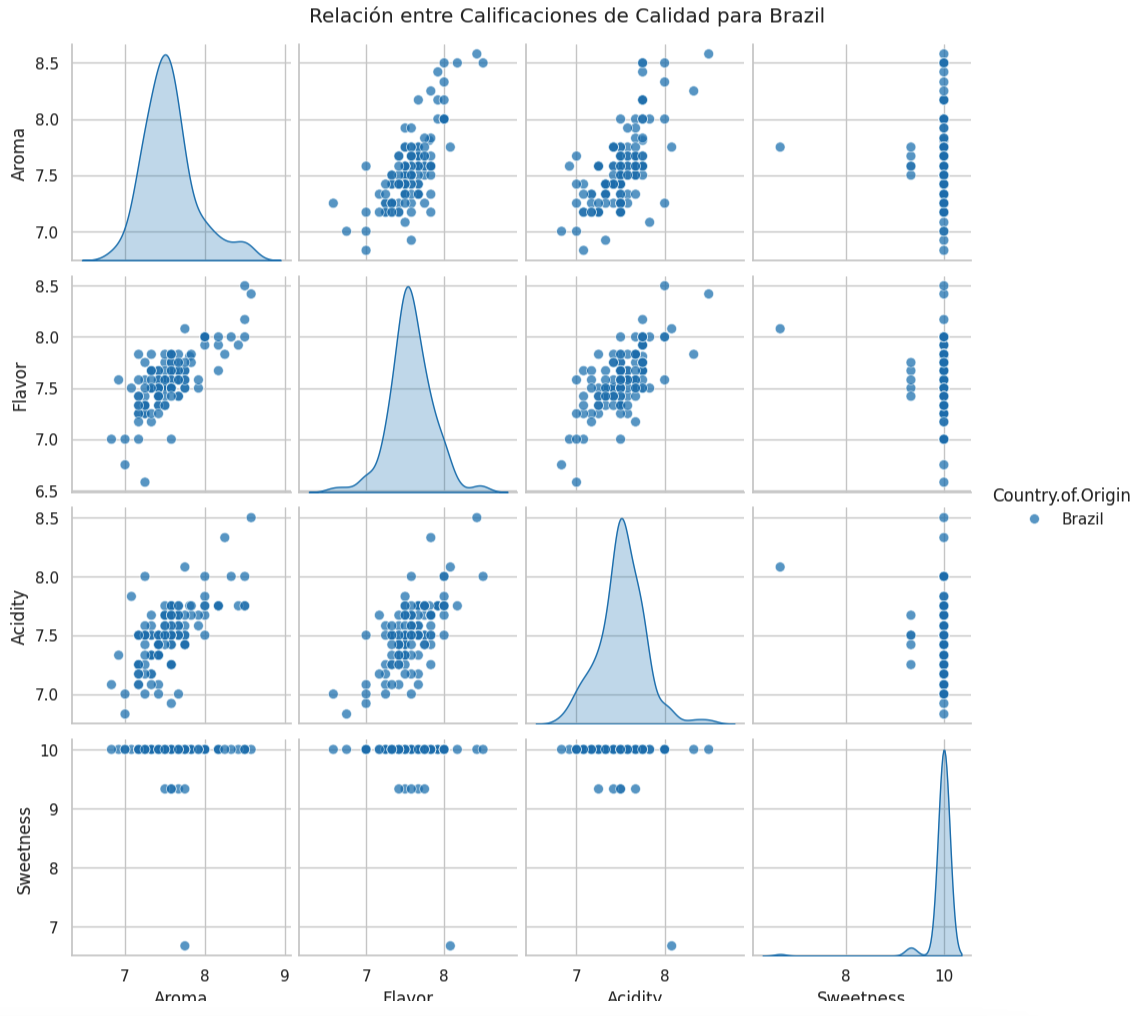 Relación entre Calificaciones de Calidad para Brazil
8.5
8.0
7.5
7.0
Aroma
8.5
8.0
7.5
7.0
6.5
Flavor
Country.of.Origin
Brazil
8.5
8.0
7.5
7.0
Acidity
10
9
8
7
Sweetness
7 8 9 7 8 7 8 8 10
Aroma Flavor Acidity Sweetness